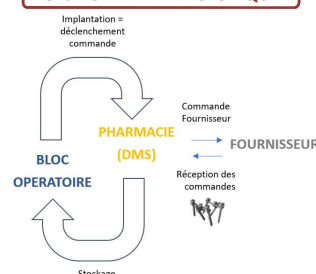 Implantation =
déclenchement
commande
Commande
Fournisseur
PHARMACIE
(DMS)
FOURNISSEUR
BLOC
OPERATOIRE
Réception des
commandes
Stockage